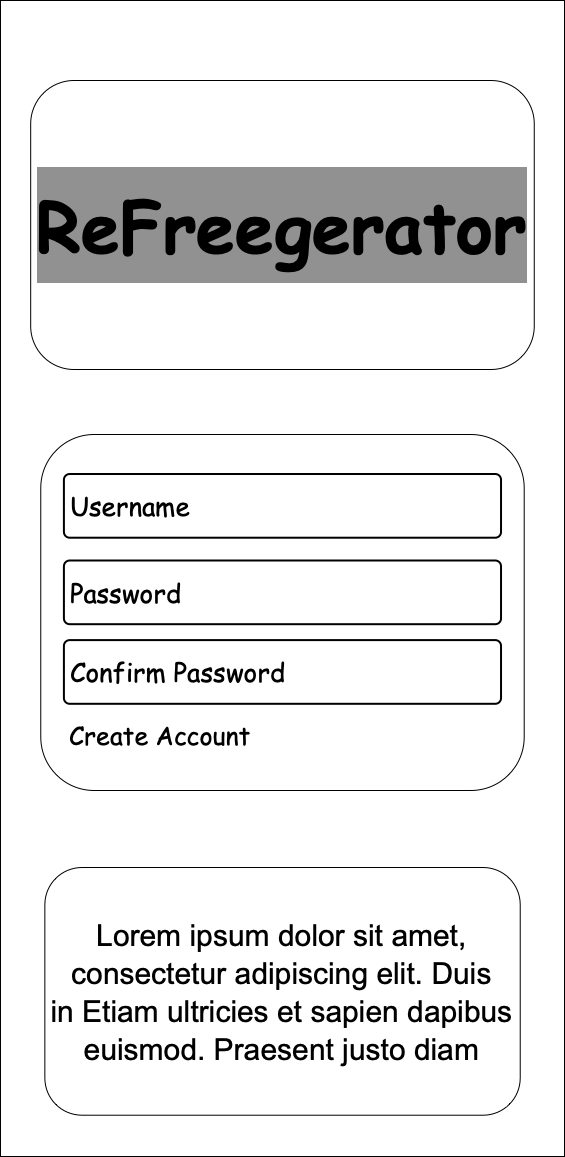 ReFreegerator
Username
Password
Confirm Password
Create Account
Lorem ipsum dolor sit amet,
consectetur adipiscing elit. Duis
in Etiam ultricies et sapien dapibus
euismod. Praesent justo diam